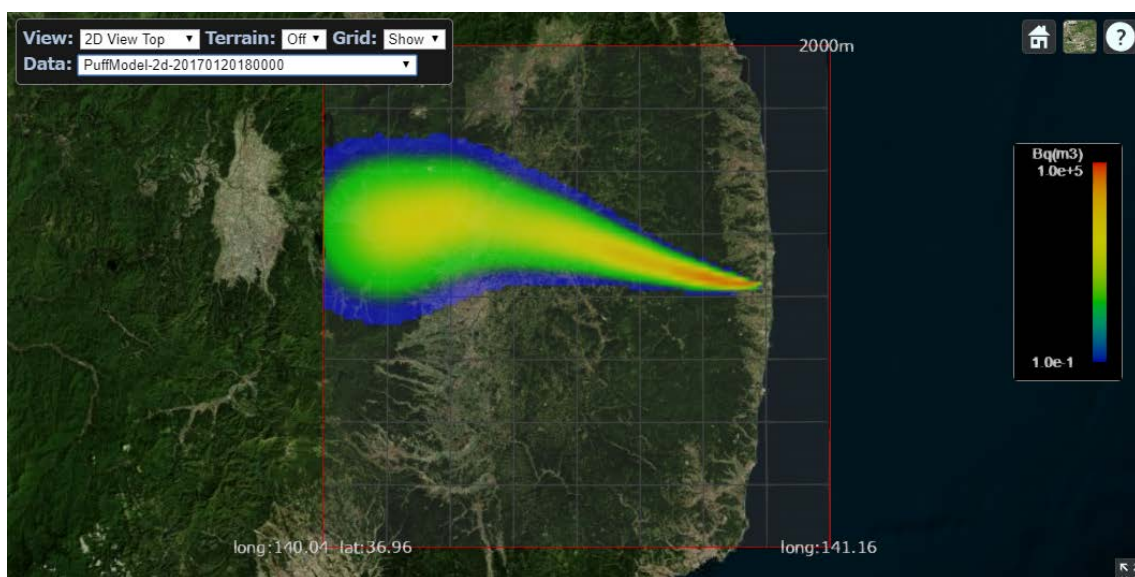 View: 2D View Top Terrain: Off Grid: Show
Data: PuffModel-2d-20170120180000
2000m
?
Bq(m3)
1.0e+5
1.0e-1
long:140.04 lat:36.96
long:141.16